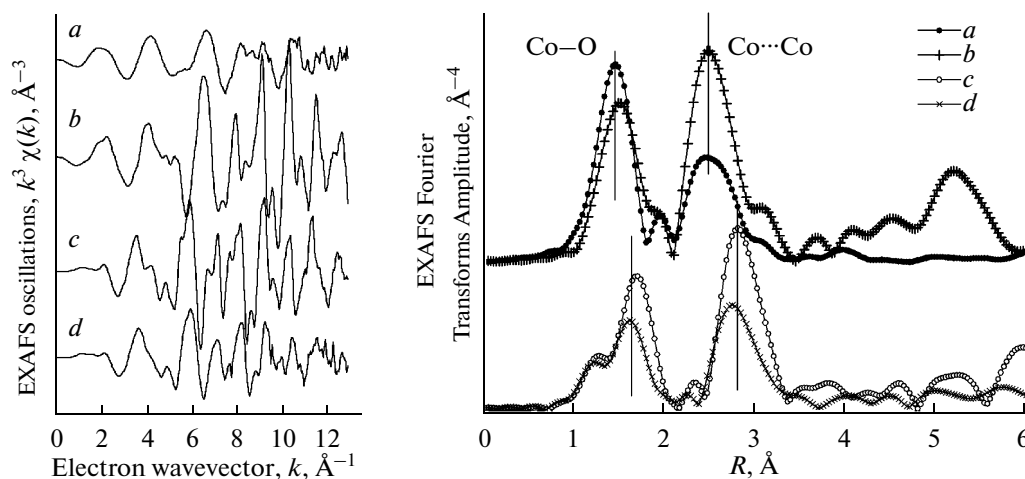 EXAFS oscillations, k³ χ(k), Å⁻³
a
b
c
d
0 2 4 6 8 10 12
Electron wavevector, k, Å⁻¹
EXAFS Fourier
Transforms Amplitude, Å⁻⁴
Co–O
Co···Co
a
b
c
d
0 1 2 3 4 5 6
R, Å